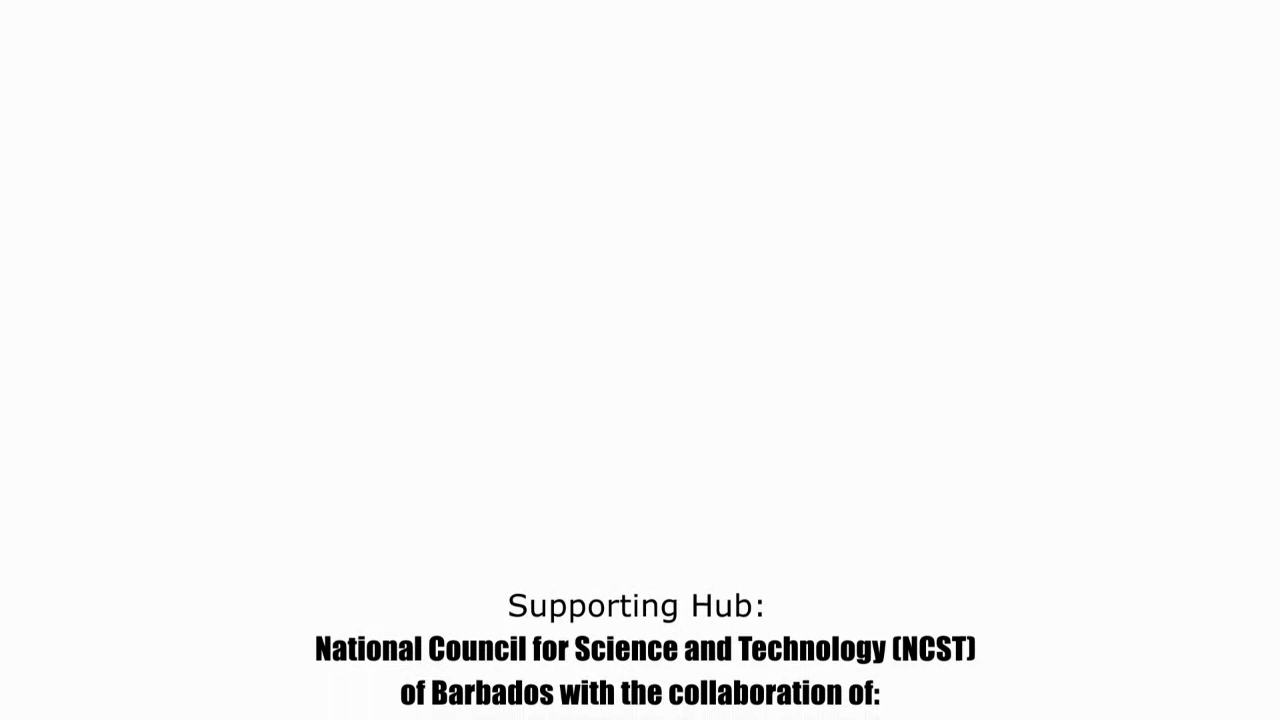 Supporting Hub:
National Council for Science and Technology (NCST)
of Barbados with the collaboration of: